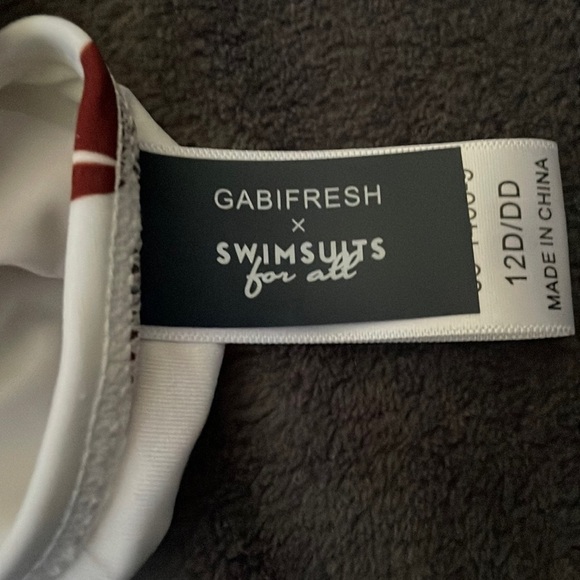 GABIFRESH
×
SWIMSUITS
for all
12D/DD
MADE IN CHINA